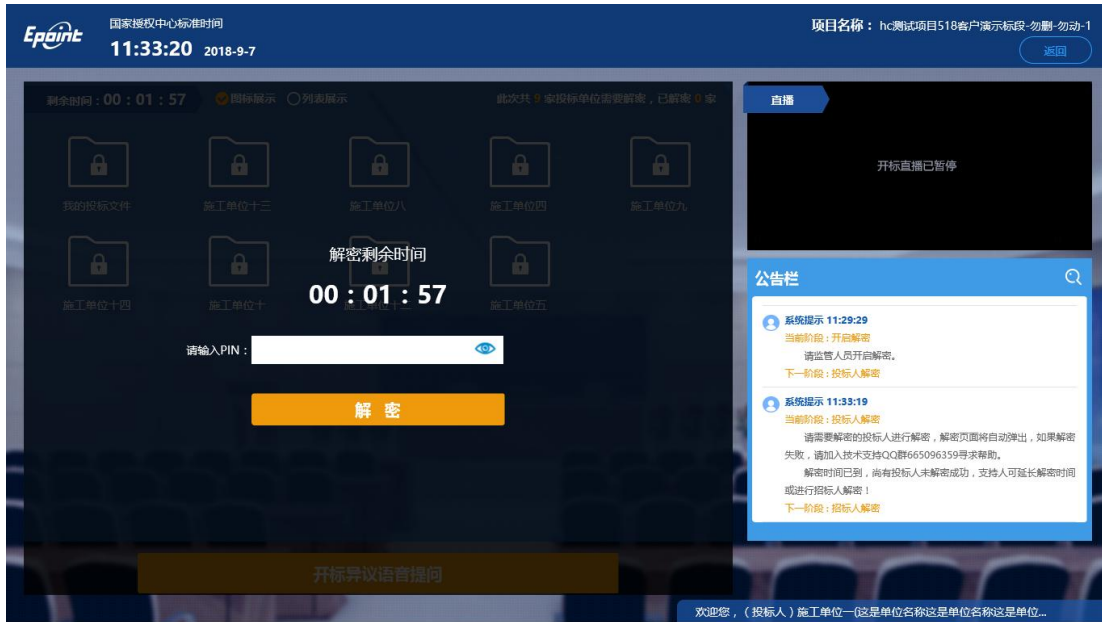 Epoint
国家授权中心标准时间
11:33:20 2018-9-7
项目名称：hc测试项目518客户演示标段-勿删-勿动-1
返回
剩余时间：00：01：57
图标展示
列表展示
此次共 9 家投标单位需要解密，已解密 0 家
我的投标文件
施工单位十三
施工单位八
施工单位四
施工单位九
施工单位十四
施工单位十
施工单位十二
施工单位五
解密剩余时间
00：01：57
请输入PIN：
解 密
开标异议语音提问
直播
开标直播已暂停
公告栏
系统提示 11:29:29
当前阶段：开启解密
请监管人员开启解密。
下一阶段：投标人解密
系统提示 11:33:19
当前阶段：投标人解密
请需要解密的投标人进行解密，解密页面将自动弹出，如果解密
失败，请加入技术支持QQ群665096359寻求帮助。
解密时间已到，尚有投标人未解密成功，支持人可延长解密时间
或进行招标人解密！
下一阶段：招标人解密
欢迎您，（投标人）施工单位一(这是单位名称这是单位名称这是单位...